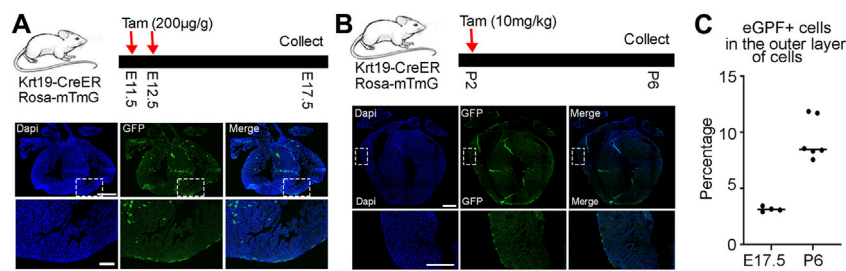 A
Tam (200µg/g)
Collect
Krt19-CreER
Rosa-mTmG
E11.5
E12.5
E17.5
Dapi
GFP
Merge
B
Tam (10mg/kg)
Collect
Krt19-CreER
Rosa-mTmG
P2
P6
Dapi
GFP
Merge
Dapi
GFP
Merge
C
eGPF+ cells
in the outer layer
of cells
Percentage
15
10
5
0
E17.5
P6